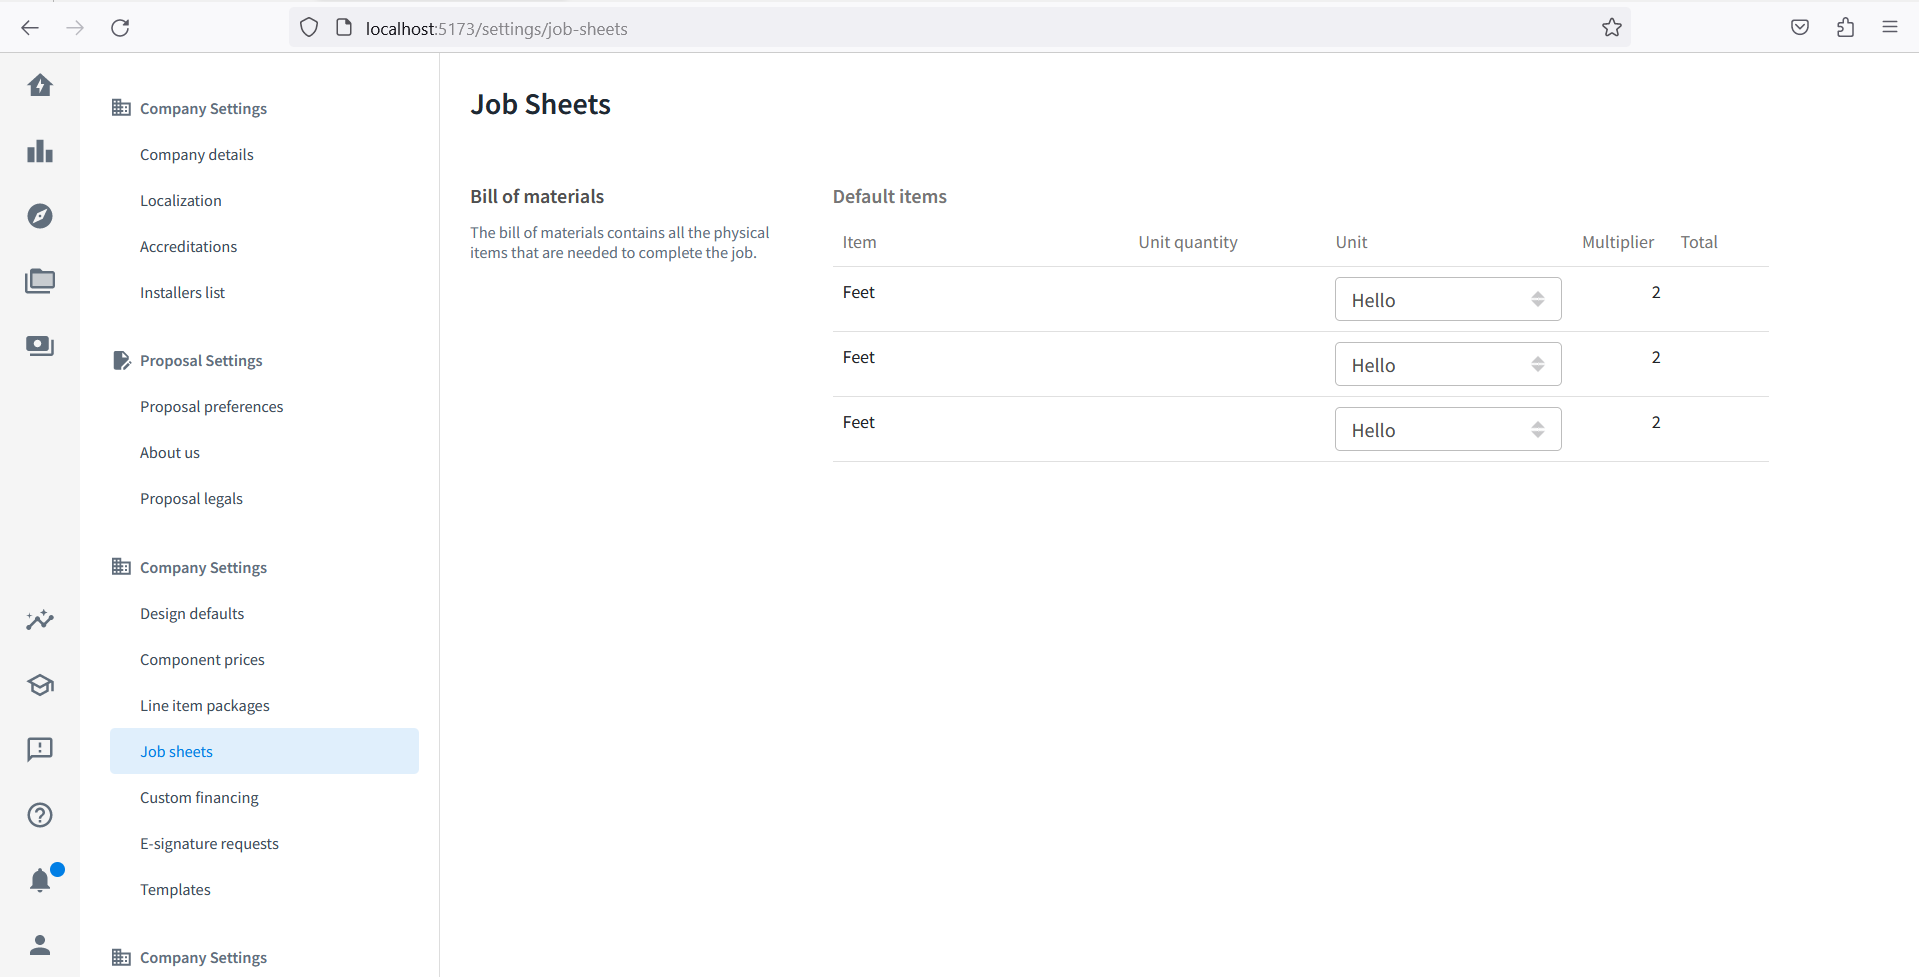 localhost:5173/settings/job-sheets
Company Settings
Company details
Localization
Accreditations
Installers list
Proposal Settings
Proposal preferences
About us
Proposal legals
Company Settings
Design defaults
Component prices
Line item packages
Job sheets
Custom financing
E-signature requests
Templates
Company Settings
Job Sheets
Bill of materials
The bill of materials contains all the physical
items that are needed to complete the job.
Default items
Item Unit quantity Unit Multiplier Total
Feet Hello 2
Feet Hello 2
Feet Hello 2